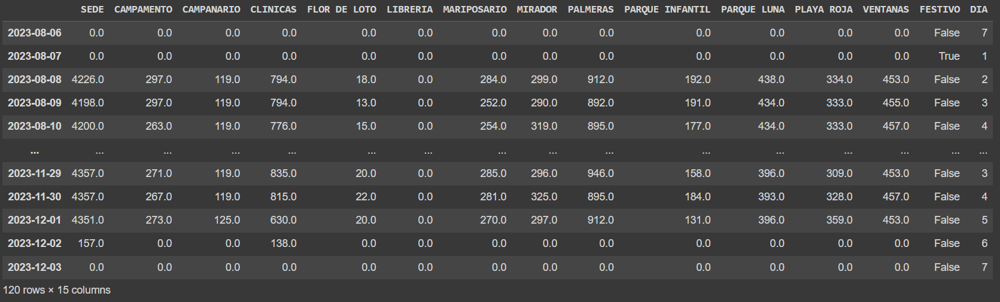 SEDE CAMPAMENTO CAMPANARIO CLINICAS FLOR DE LOTO LIBRERIA MARIPOSARIO MIRADOR PALMERAS PARQUE INFANTIL PARQUE LUNA PLAYA ROJA VENTANAS FESTIVO DIA
2023-08-06 0.0 0.0 0.0 0.0 0.0 0.0 0.0 0.0 0.0 0.0 0.0 0.0 0.0 False 7
2023-08-07 0.0 0.0 0.0 0.0 0.0 0.0 0.0 0.0 0.0 0.0 0.0 0.0 0.0 True 1
2023-08-08 4226.0 297.0 119.0 794.0 18.0 0.0 284.0 299.0 912.0 192.0 438.0 334.0 453.0 False 2
2023-08-09 4198.0 297.0 119.0 794.0 13.0 0.0 252.0 290.0 892.0 191.0 434.0 333.0 455.0 False 3
2023-08-10 4200.0 263.0 119.0 776.0 15.0 0.0 254.0 319.0 895.0 177.0 434.0 333.0 457.0 False 4
... ... ... ... ... ... ... ... ... ... ... ... ... ... ... ...
2023-11-29 4357.0 271.0 119.0 835.0 20.0 0.0 285.0 296.0 946.0 158.0 396.0 309.0 453.0 False 3
2023-11-30 4357.0 267.0 119.0 815.0 22.0 0.0 281.0 325.0 895.0 184.0 393.0 328.0 457.0 False 4
2023-12-01 4351.0 273.0 125.0 630.0 20.0 0.0 270.0 297.0 912.0 131.0 396.0 359.0 453.0 False 5
2023-12-02 157.0 0.0 0.0 138.0 0.0 0.0 0.0 0.0 0.0 0.0 0.0 0.0 0.0 False 6
2023-12-03 0.0 0.0 0.0 0.0 0.0 0.0 0.0 0.0 0.0 0.0 0.0 0.0 0.0 False 7
120 rows × 15 columns